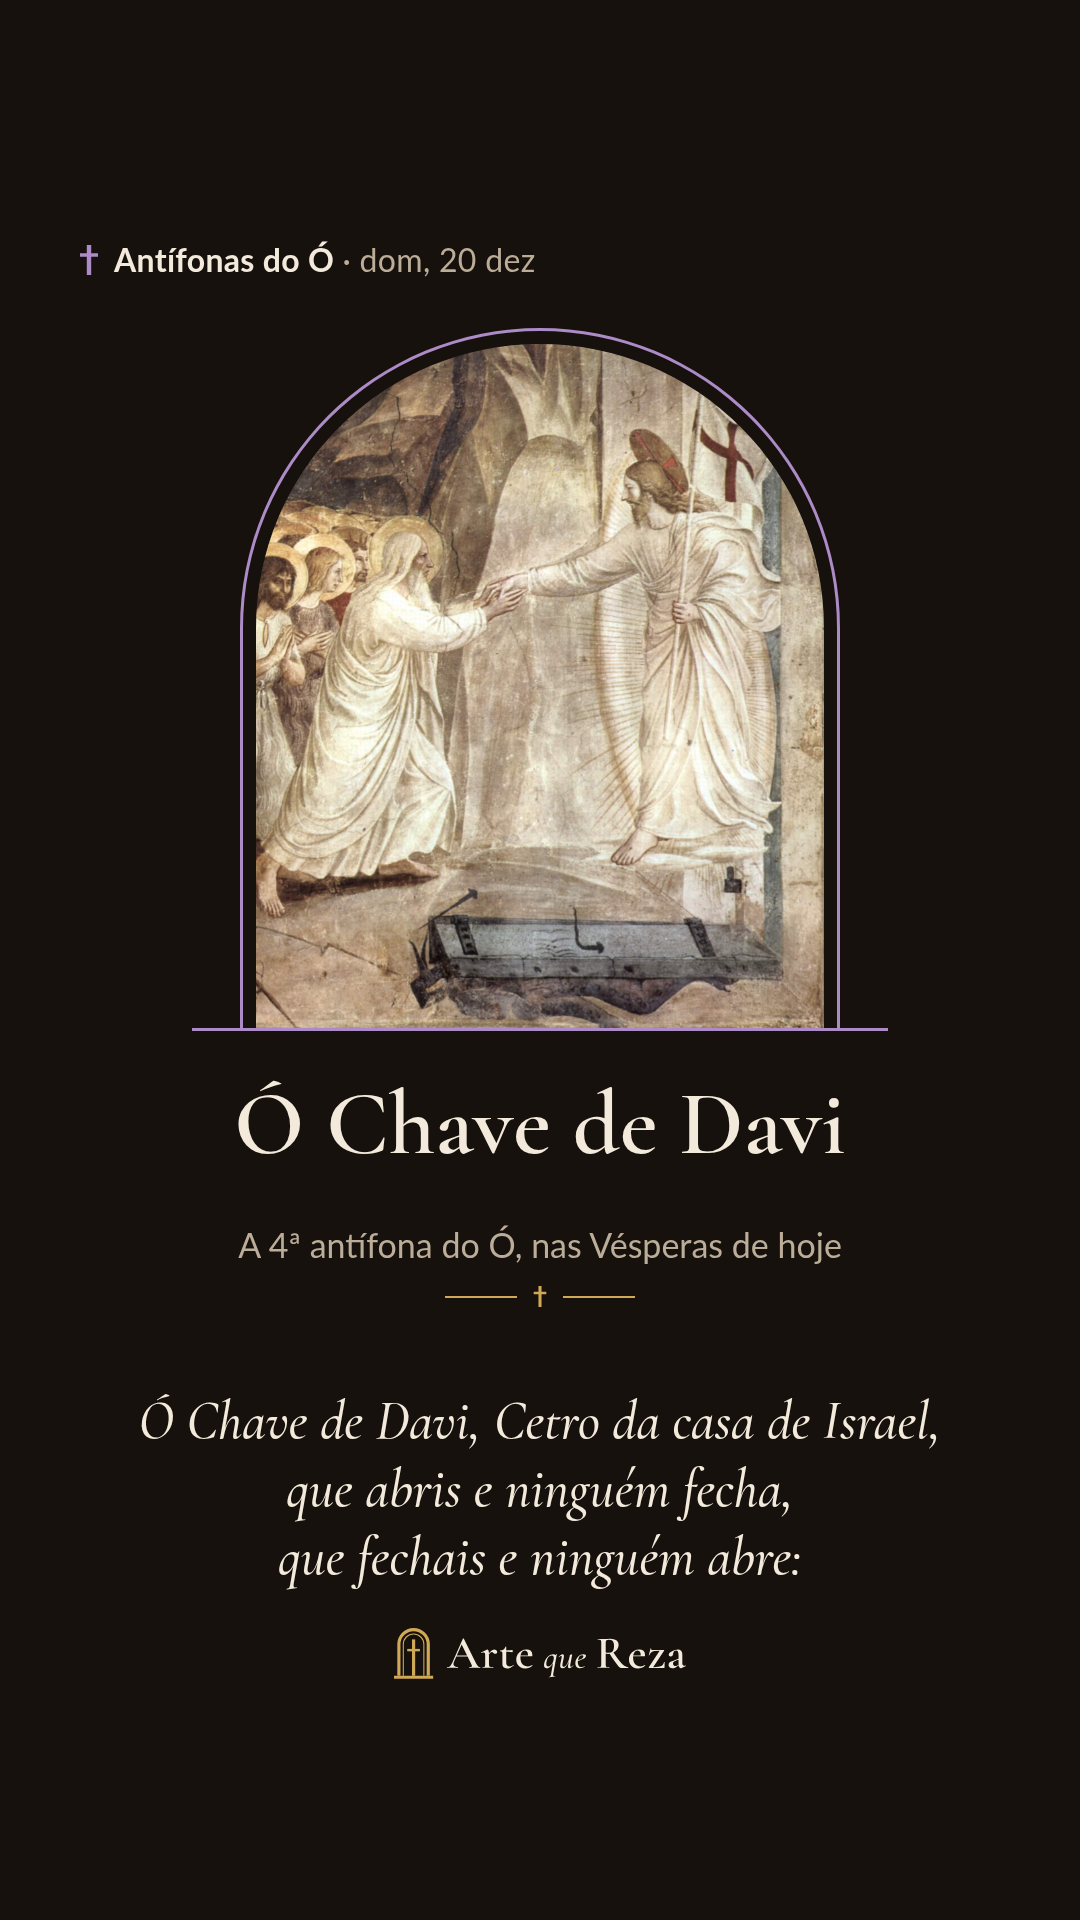 Antífonas do Ó · dom, 20 dez
Ó Chave de Davi
A 4ª antífona do Ó, nas Vésperas de hoje
Ó Chave de Davi, Cetro da casa de Israel,
que abris e ninguém fecha,
que fechais e ninguém abre:
Arte que Reza